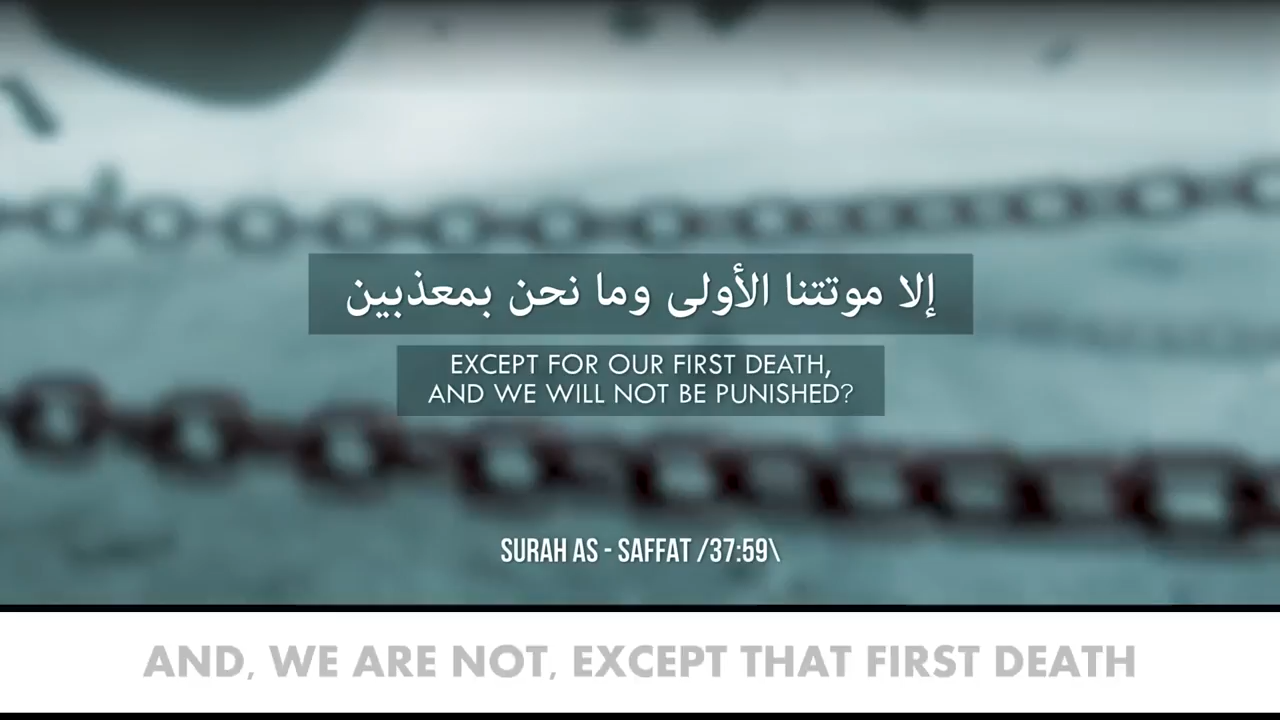 إلا موتتنا الأولى وما نحن بمعذبين
EXCEPT FOR OUR FIRST DEATH,
AND WE WILL NOT BE PUNISHED?
SURAH AS - SAFFAT /37:59\
AND, WE ARE NOT, EXCEPT THAT FIRST DEATH